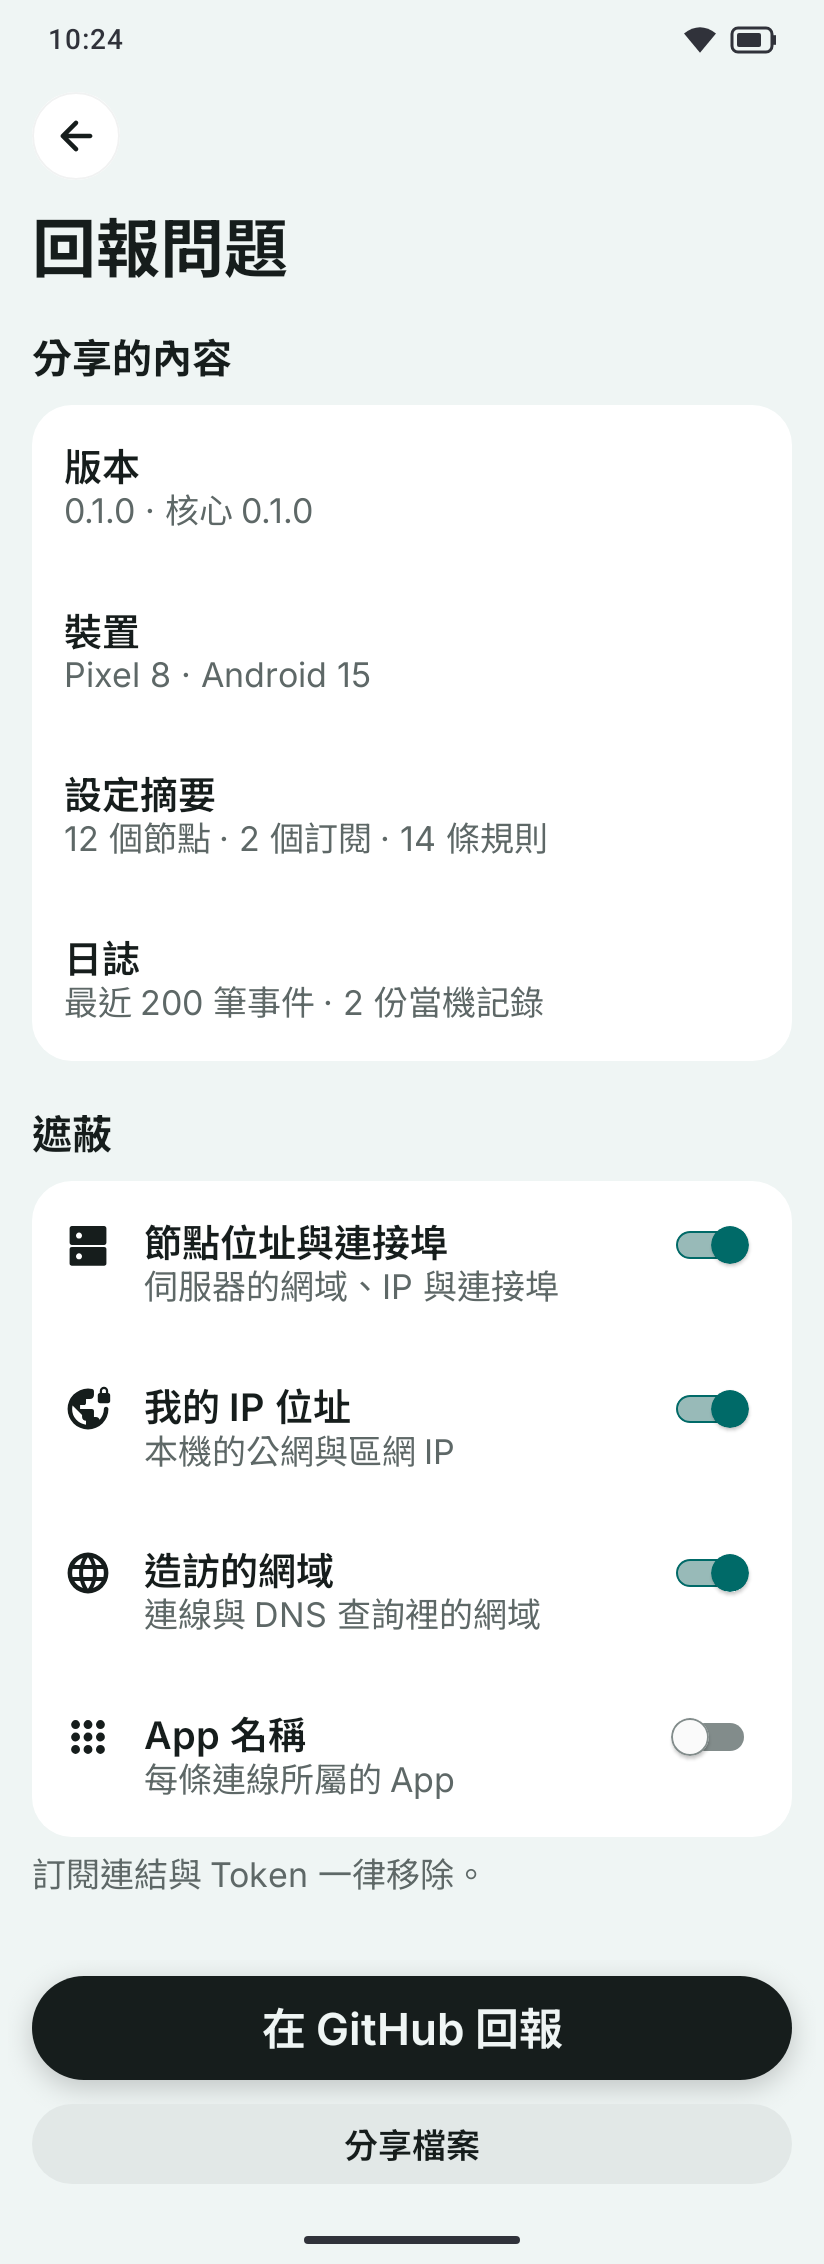 10:24
回報問題
分享的內容
版本
0.1.0 · 核心 0.1.0
裝置
Pixel 8 · Android 15
設定摘要
12 個節點 · 2 個訂閱 · 14 條規則
日誌
最近 200 筆事件 · 2 份當機記錄
遮蔽
節點位址與連接埠
伺服器的網域、IP 與連接埠
我的 IP 位址
本機的公網與區網 IP
造訪的網域
連線與 DNS 查詢裡的網域
App 名稱
每條連線所屬的 App
訂閱連結與 Token 一律移除。
在 GitHub 回報
分享檔案